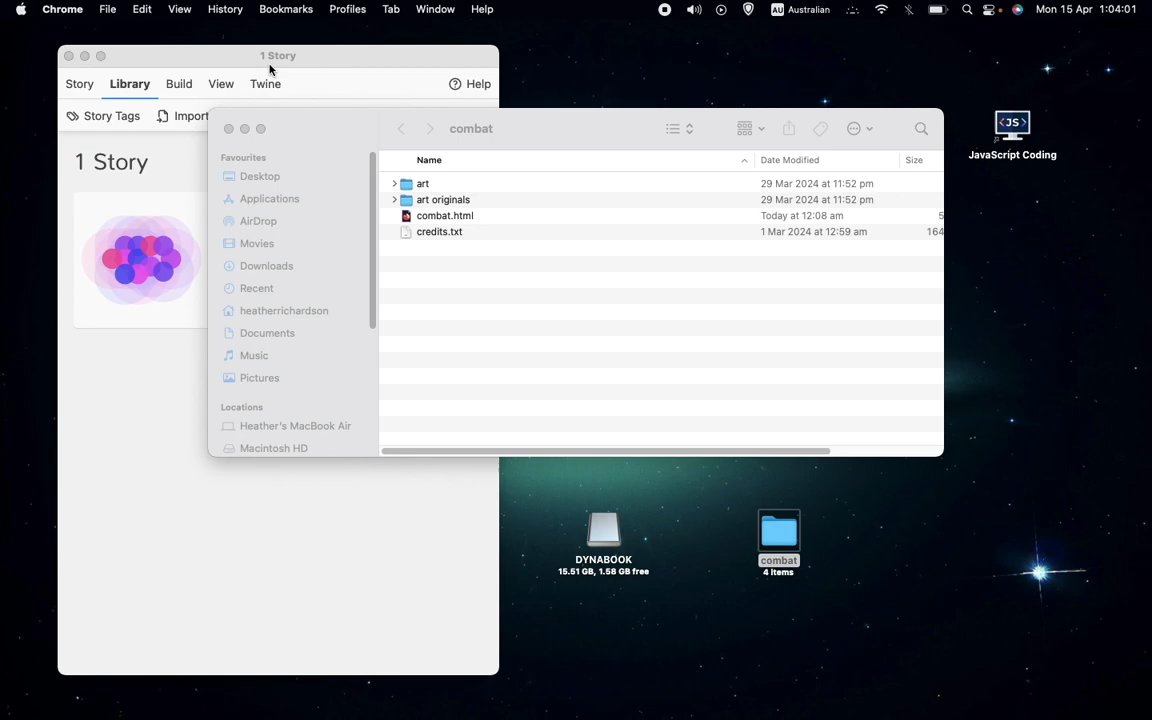 Chrome File Edit View History Bookmarks Profiles Tab Window Help AU Australian Mon 15 Apr 1:04:01
1 Story
Story Library Build View Twine Help
Story Tags Import
1 Story
combat
Favourites
Desktop
Applications
AirDrop
Movies
Downloads
Recent
heatherrichardson
Documents
Music
Pictures
Locations
Heather's MacBook Air
Macintosh HD
Name Date Modified Size
art 29 Mar 2024 at 11:52 pm
art originals 29 Mar 2024 at 11:52 pm
combat.html Today at 12:08 am 5
credits.txt 1 Mar 2024 at 12:59 am 164
<JS>
JavaScript Coding
DYNABOOK
15.51 GB, 1.58 GB free
combat
4 items